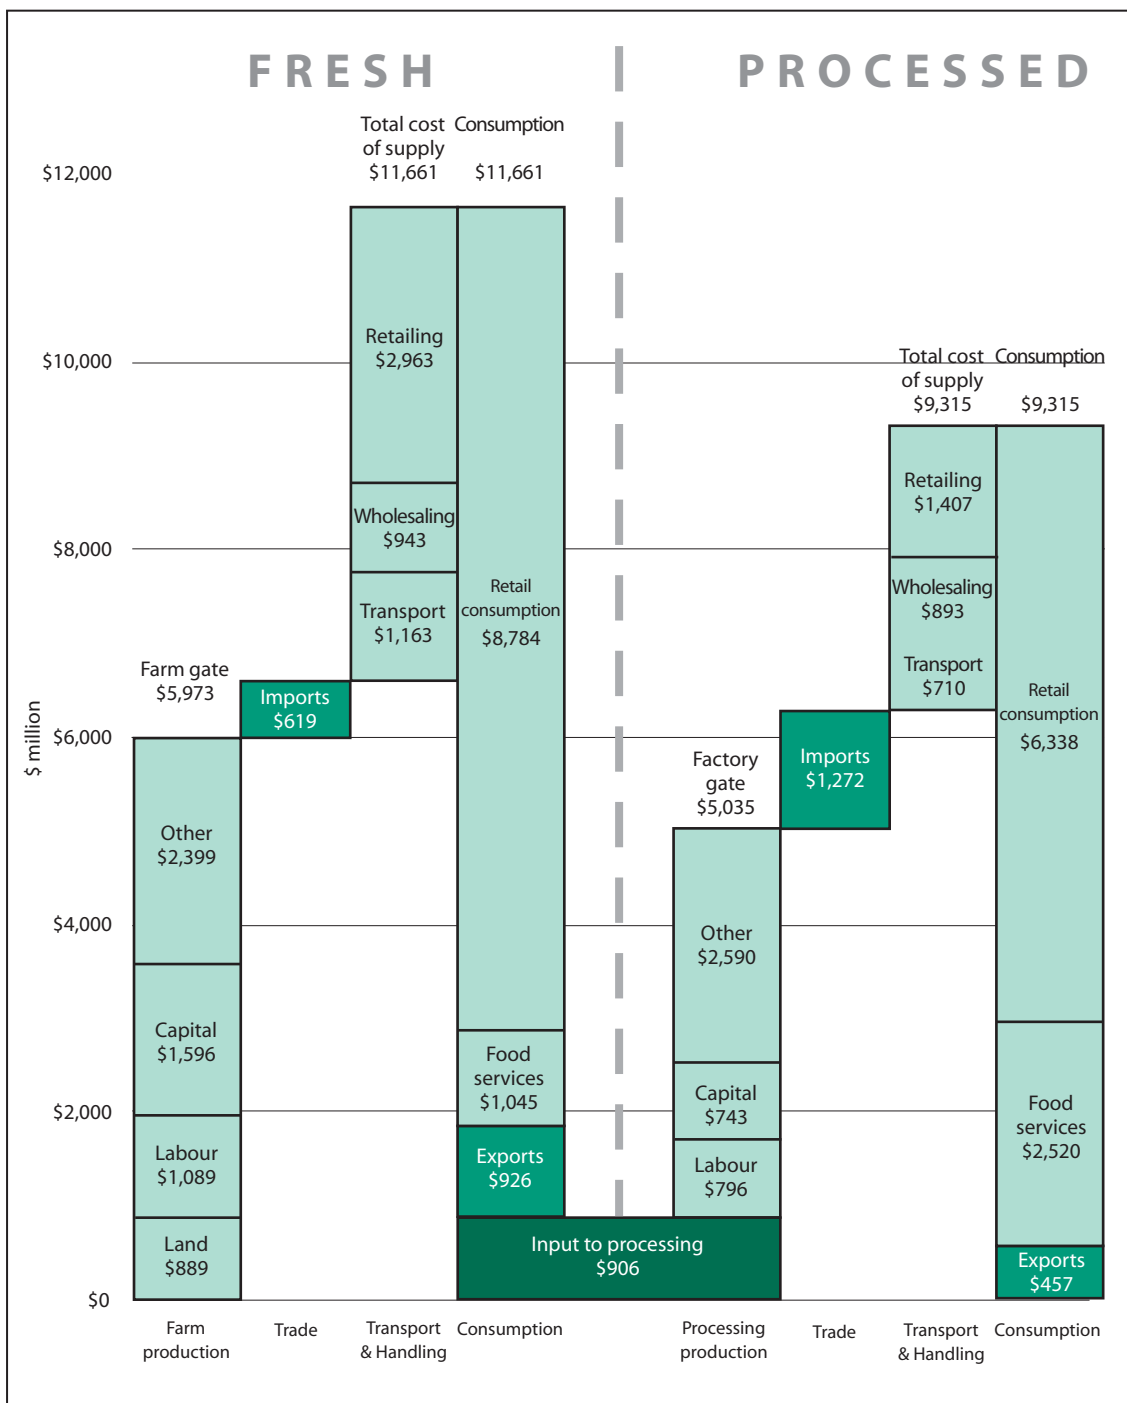 FRESH
PROCESSED
Total cost
of supply
$11,661
Consumption
$11,661
$12,000
$10,000
$8,000
$6,000
$4,000
$2,000
$0
$ million
Farm gate
$5,973
Other
$2,399
Capital
$1,596
Labour
$1,089
Land
$889
Imports
$619
Retailing
$2,963
Wholesaling
$943
Transport
$1,163
Retail
consumption
$8,784
Food
services
$1,045
Exports
$926
Input to processing
$906
Factory
gate
$5,035
Other
$2,590
Capital
$743
Labour
$796
Imports
$1,272
Total cost
of supply
$9,315
Consumption
$9,315
Retailing
$1,407
Wholesaling
$893
Transport
$710
Retail
consumption
$6,338
Food
services
$2,520
Exports
$457
Farm
production
Trade
Transport
& Handling
Consumption
Processing
production
Trade
Transport
& Handling
Consumption